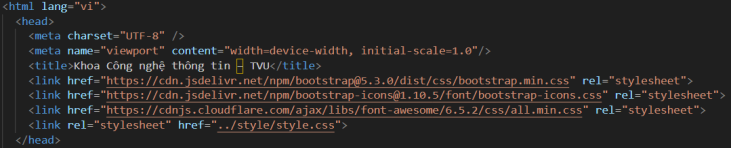 <html lang="vi">
<head>
<meta charset="UTF-8" />
<meta name="viewport" content="width=device-width, initial-scale=1.0"/>
<title>Khoa Công nghệ thông tin – TVU</title>
<link href="https://cdn.jsdelivr.net/npm/bootstrap@5.3.0/dist/css/bootstrap.min.css" rel="stylesheet">
<link href="https://cdn.jsdelivr.net/npm/bootstrap-icons@1.10.5/font/bootstrap-icons.css" rel="stylesheet">
<link href="https://cdnjs.cloudflare.com/ajax/libs/font-awesome/6.5.2/css/all.min.css" rel="stylesheet">
<link rel="stylesheet" href="../style/style.css">
</head>